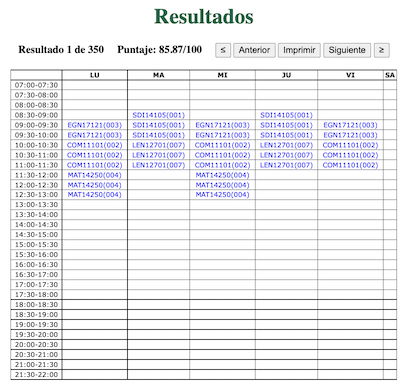 Resultados
Resultado 1 de 350 Puntaje: 85.87/100 ≤ Anterior Imprimir Siguiente ≥
LU MA MI JU VI SA
07:00-07:30
07:30-08:00
08:00-08:30
08:30-09:00 SDI14105(001) SDI14105(001)
09:00-09:30 EGN17121(003) SDI14105(001) EGN17121(003) SDI14105(001) EGN17121(003)
09:30-10:00 EGN17121(003) SDI14105(001) EGN17121(003) SDI14105(001) EGN17121(003)
10:00-10:30 COM11101(002) LEN12701(007) COM11101(002) LEN12701(007) COM11101(002)
10:30-11:00 COM11101(002) LEN12701(007) COM11101(002) LEN12701(007) COM11101(002)
11:00-11:30 COM11101(002) LEN12701(007) COM11101(002) LEN12701(007) COM11101(002)
11:30-12:00 MAT14250(004) MAT14250(004)
12:00-12:30 MAT14250(004) MAT14250(004)
12:30-13:00 MAT14250(004) MAT14250(004)
13:00-13:30
13:30-14:00
14:00-14:30
14:30-15:00
15:00-15:30
15:30-16:00
16:00-16:30
16:30-17:00
17:00-17:30
17:30-18:00
18:00-18:30
18:30-19:00
19:00-19:30
19:30-20:00
20:00-20:30
20:30-21:00
21:00-21:30
21:30-22:00